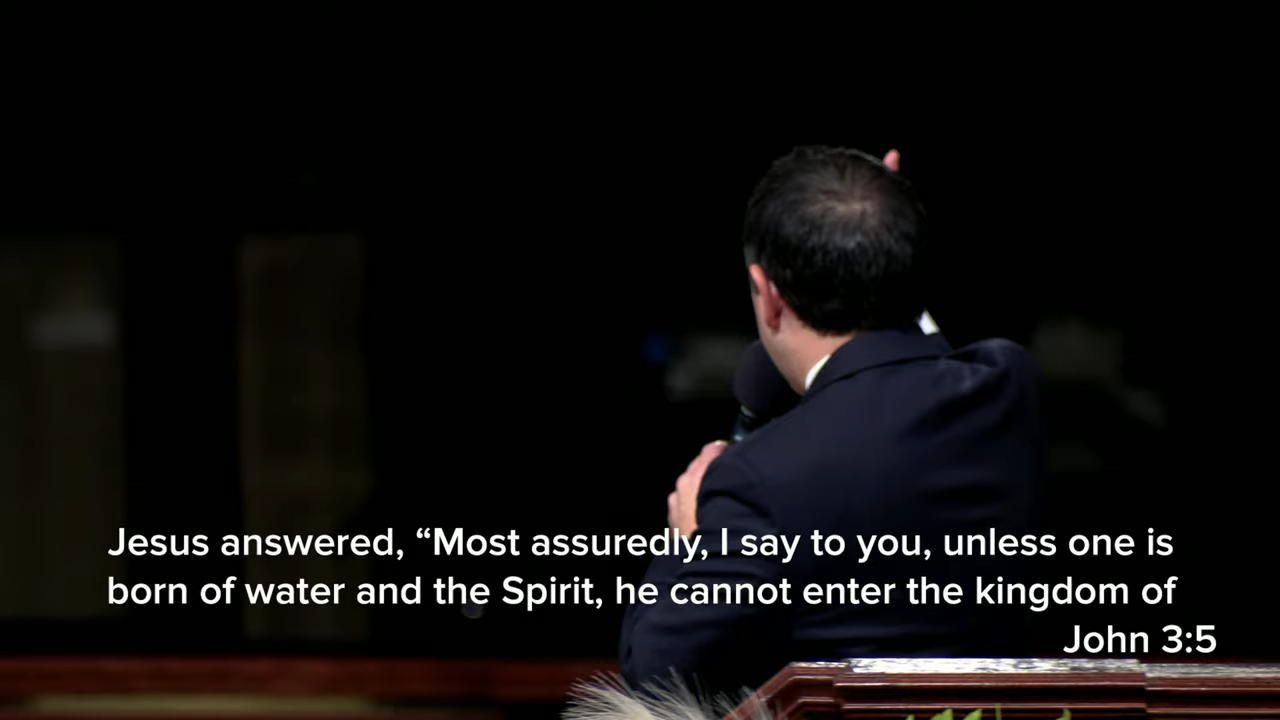 Jesus answered, “Most assuredly, I say to you, unless one is
born of water and the Spirit, he cannot enter the kingdom of
John 3:5